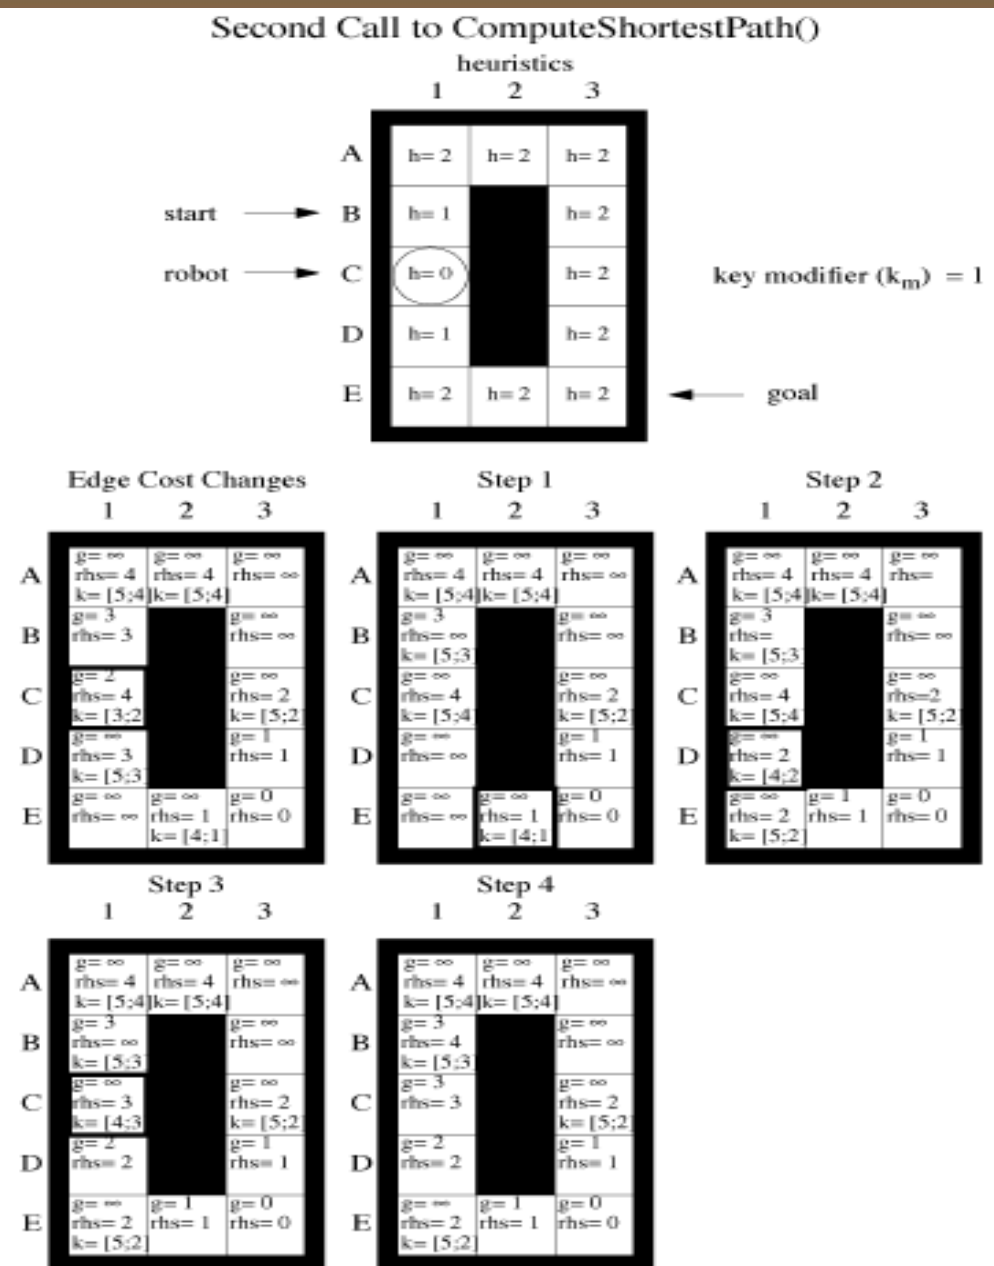 Second Call to ComputeShortestPath()
heuristics
1 2 3
A h= 2 h= 2 h= 2
start B h= 1 h= 2
robot C h= 0 h= 2 key modifier (km) = 1
D h= 1 h= 2
E h= 2 h= 2 h= 2 goal
Edge Cost Changes
1 2 3
A
g= ∞ g= ∞ g= ∞
rhs= 4 rhs= 4 rhs= ∞
k= [5;4] k= [5;4]
B
g= 3 g= ∞
rhs= 3 rhs= ∞
C
g= 2 g= ∞
rhs= 4 rhs= 2
k= [3;2 k= [5;2]
D
g= ∞ g= 1
rhs= 3 rhs= 1
k= [5;3]
E
g= ∞ g= ∞ g= 0
rhs= ∞ rhs= 1 rhs= 0
k= [4;1]
Step 1
1 2 3
A
g= ∞ g= ∞ g= ∞
rhs= 4 rhs= 4 rhs= ∞
k= [5;4] k= [5;4]
B
g= 3 g= ∞
rhs= ∞ rhs= ∞
k= [5;3]
C
g= ∞ g= ∞
rhs= 4 rhs= 2
k= [5;4] k= [5;2]
D
g= ∞ g= 1
rhs= ∞ rhs= 1
E
g= ∞ g= ∞ g= 0
rhs= ∞ rhs= 1 rhs= 0
k= [4;1
Step 2
1 2 3
A
g= ∞ g= ∞ g= ∞
rhs= 4 rhs= 4 rhs=
k= [5;4] k= [5;4]
B
g= 3 g= ∞
rhs= rhs= ∞
k= [5;3]
C
g= ∞ g= ∞
rhs= 4 rhs=2
k= [5;4] k= [5;2]
D
g= ∞ g= 1
rhs= 2 rhs= 1
k= [4;2
E
g= ∞ g= 1 g= 0
rhs= 2 rhs= 1 rhs= 0
k= [5;2]
Step 3
1 2 3
A
g= ∞ g= ∞ g= ∞
rhs= 4 rhs= 4 rhs= ∞
k= [5;4] k= [5;4]
B
g= 3 g= ∞
rhs= ∞ rhs= ∞
k= [5;3]
C
g= ∞ g= ∞
rhs= 3 rhs= 2
k= [4;3 k= [5;2]
D
g= 2 g= 1
rhs= 2 rhs= 1
E
g= ∞ g= 1 g= 0
rhs= 2 rhs= 1 rhs= 0
k= [5;2]
Step 4
1 2 3
A
g= ∞ g= ∞ g= ∞
rhs= 4 rhs= 4 rhs= ∞
k= [5;4] k= [5;4]
B
g= 3 g= ∞
rhs= 4 rhs= ∞
k= [5;3]
C
g= 3 g= ∞
rhs= 3 rhs= 2
k= [5;2]
D
g= 2 g= 1
rhs= 2 rhs= 1
E
g= ∞ g= 1 g= 0
rhs= 2 rhs= 1 rhs= 0
k= [5;2]